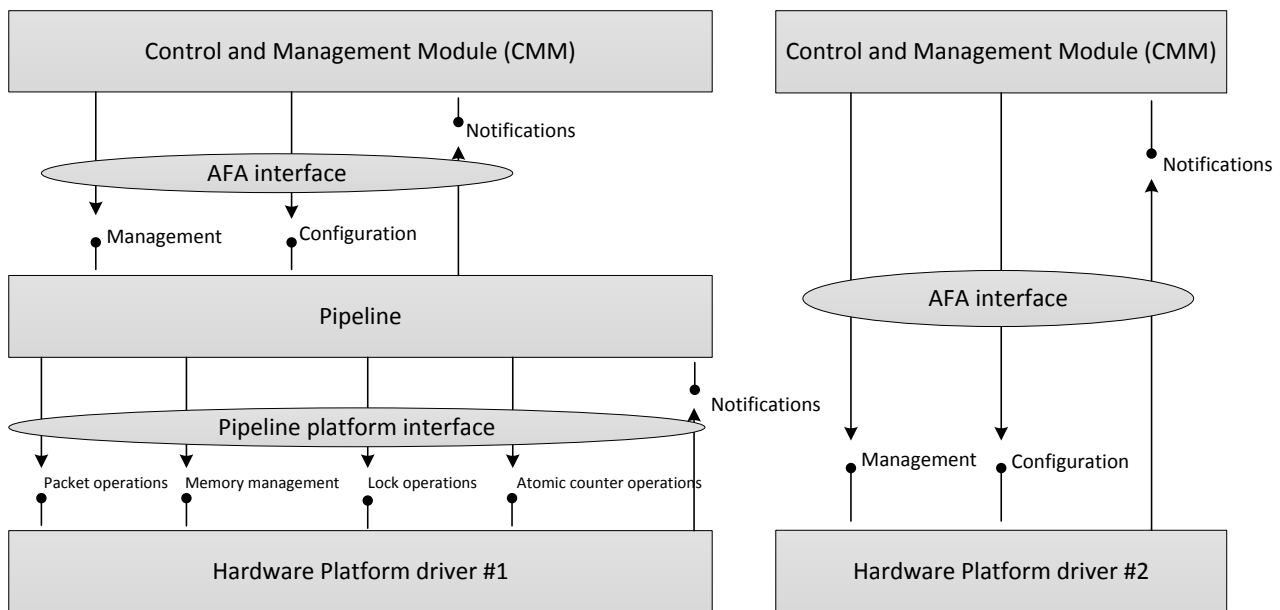 Control and Management Module (CMM)
Notifications
AFA interface
Management
Configuration
Pipeline
Notifications
Pipeline platform interface
Packet operations
Memory management
Lock operations
Atomic counter operations
Hardware Platform driver #1
Control and Management Module (CMM)
Notifications
AFA interface
Management
Configuration
Hardware Platform driver #2